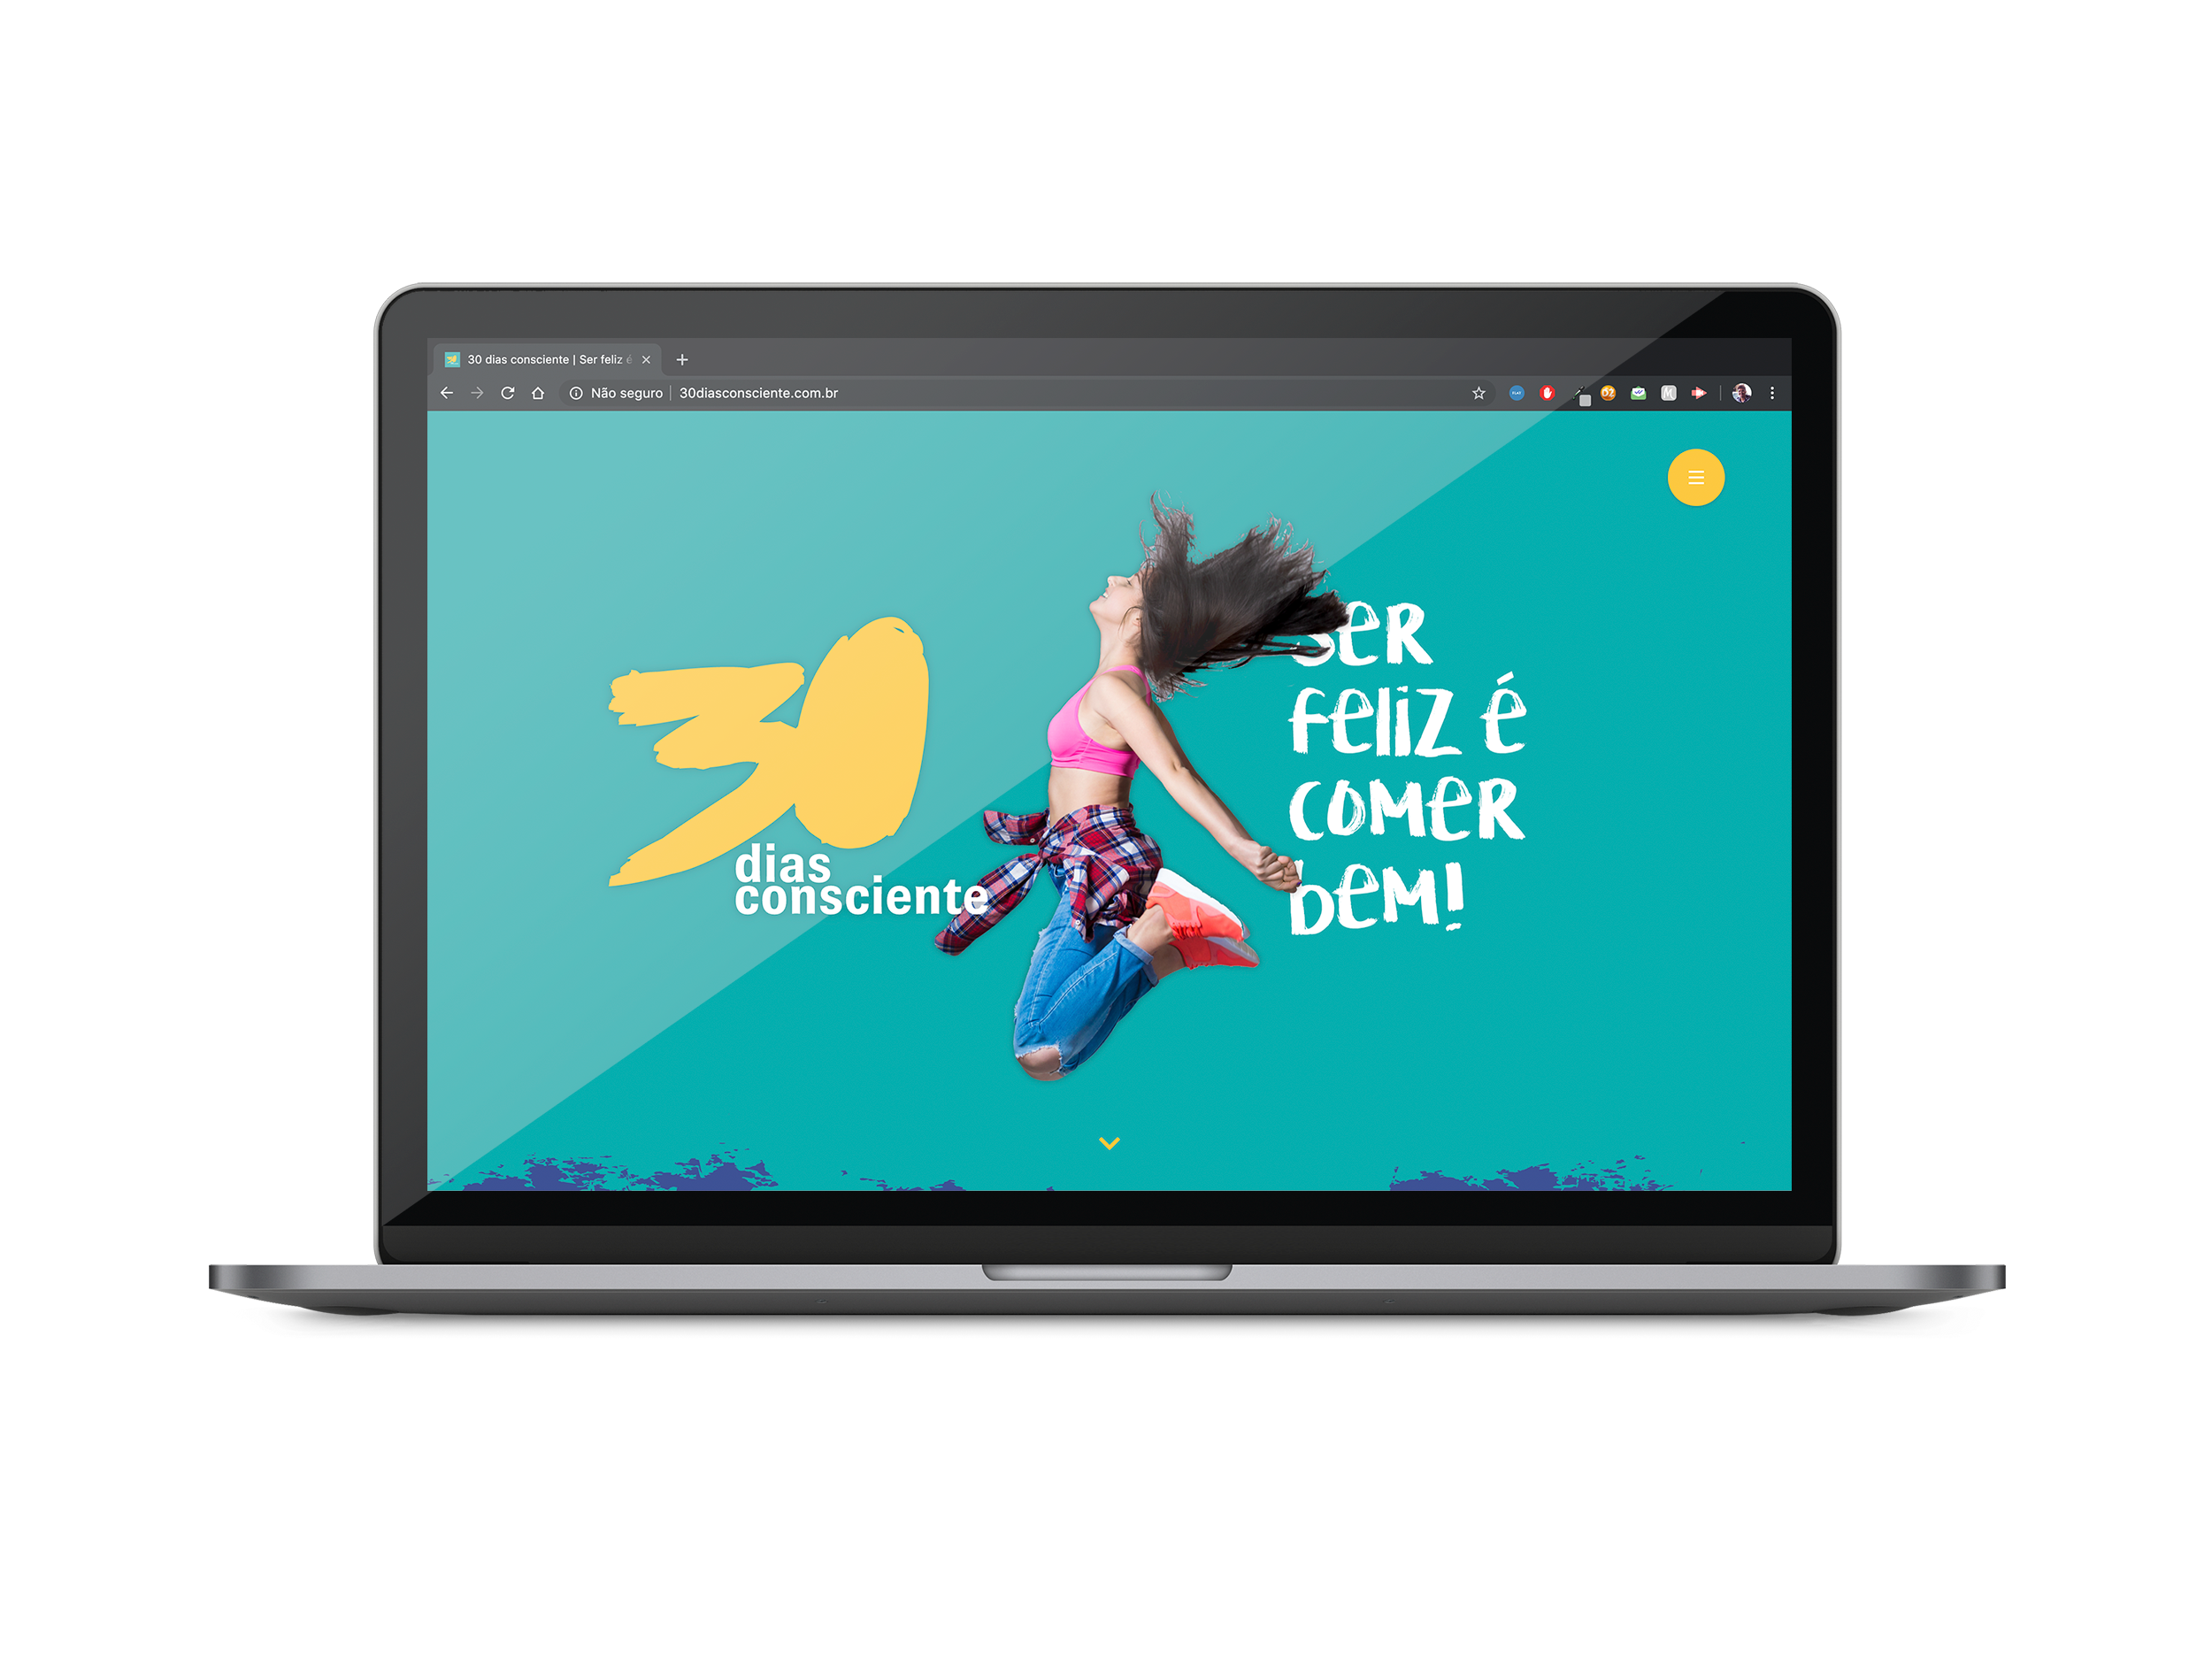 30 dias consciente | Ser feliz é
Não seguro | 30diasconsciente.com.br
30
dias
consciente
Ser
feliz é
comer
bem!